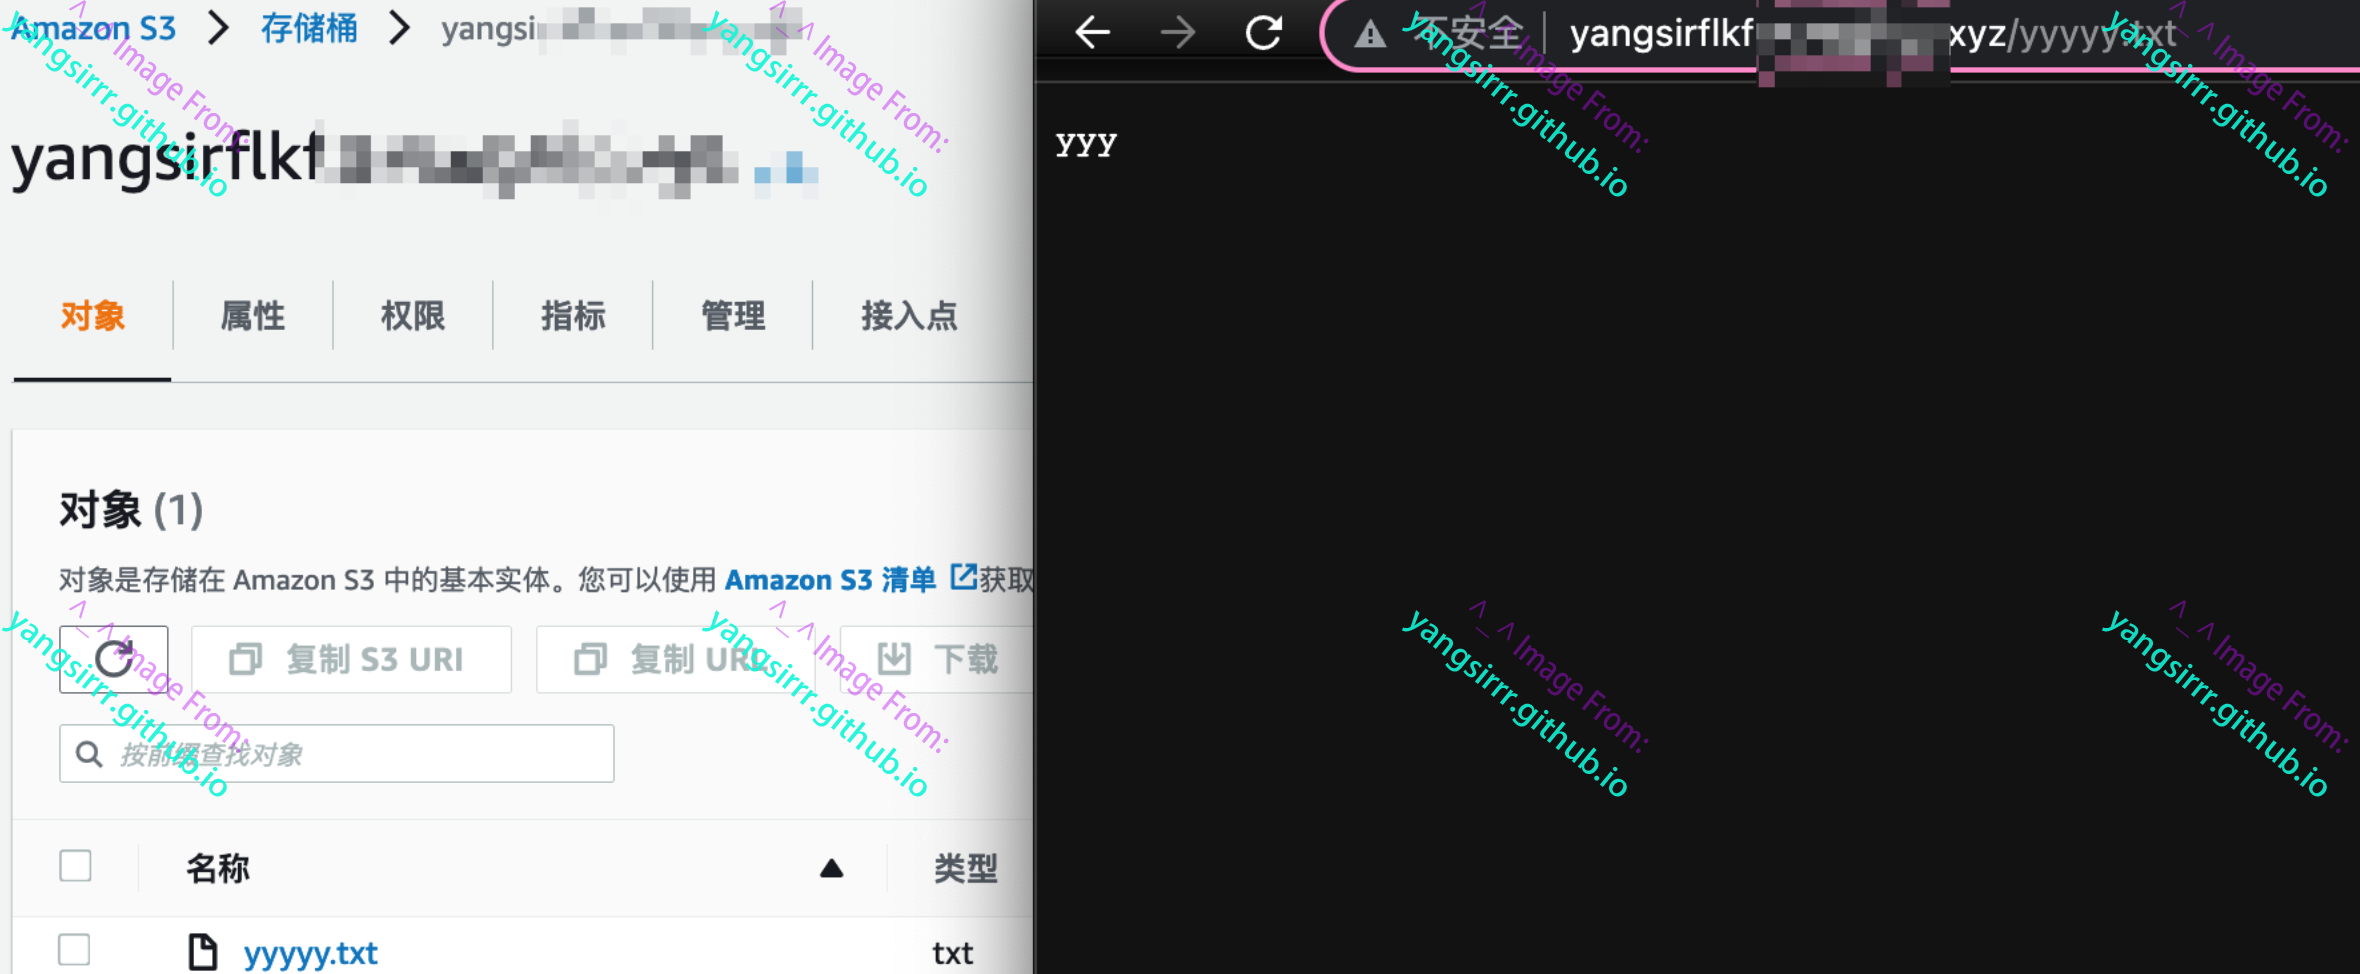 Amazon S3 > 存储桶 > yangsi
yangsirflkf
对象 属性 权限 指标 管理 接入点
对象 (1)
对象是存储在 Amazon S3 中的基本实体。您可以使用 Amazon S3 清单 获取
复制 S3 URI 复制 URL 下载
按前缀查找对象
名称 类型
yyyyy.txt txt
不安全 yangsirflkf xyz/yyyyy.txt
yyy
^_^ Image From:
yangsirrr.github.io
^_^ Image From:
yangsirrr.github.io
^_^ Image From:
yangsirrr.github.io
^_^ Image From:
yangsirrr.github.io
^_^ Image From:
yangsirrr.github.io
^_^ Image From:
yangsirrr.github.io
^_^ Image From:
yangsirrr.github.io
^_^ Image From:
yangsirrr.github.io